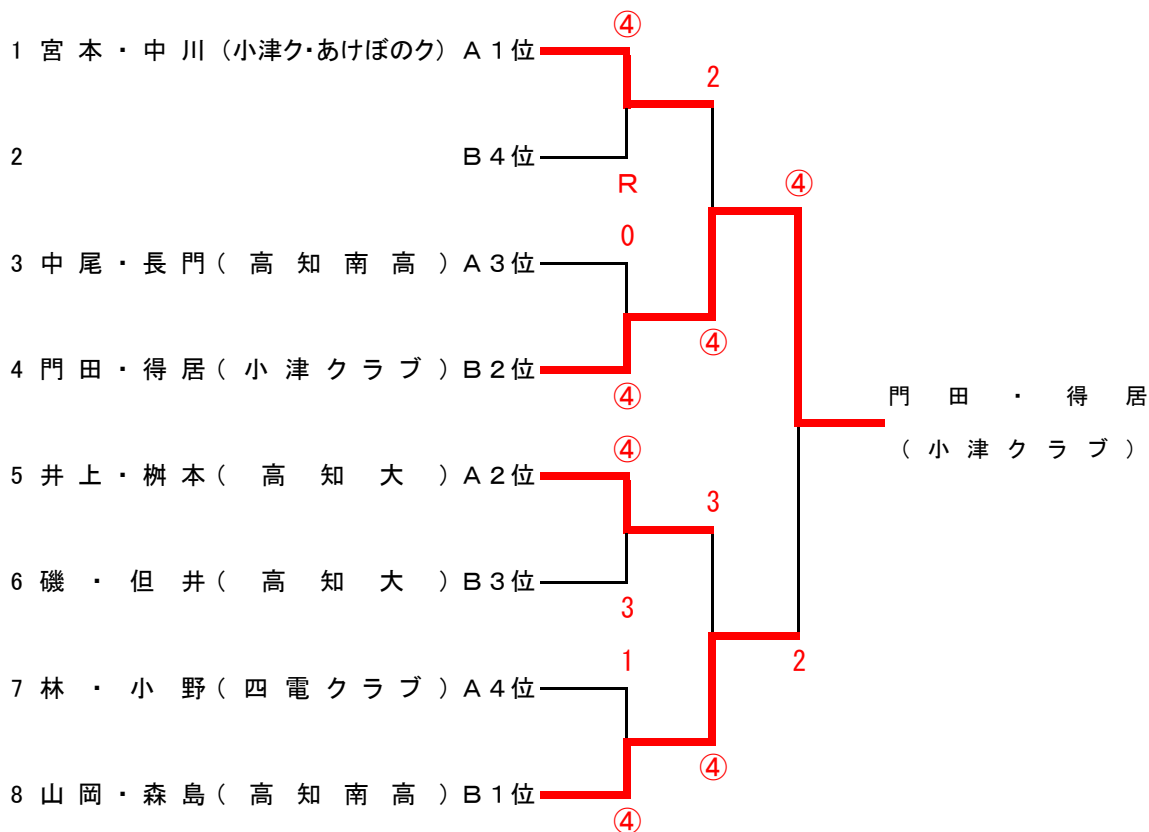 ④
1 宮本・中川(小津ク・あけぼのク) A1位
2
2 B4位
R
④
0
3 中尾・長門(高知南高) A3位
④
4 門田・得居(小津クラブ) B2位
④
門田・得居
(小津クラブ)
④
5 井上・桝本(高知大) A2位
3
6 磯・但井(高知大) B3位
3
1
2
7 林・小野(四電クラブ) A4位
④
8 山岡・森島(高知南高) B1位
④